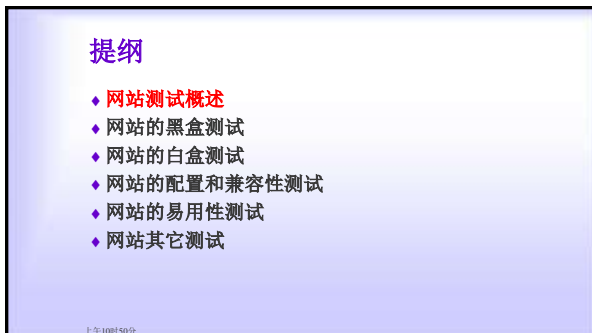 提纲
网站测试概述
网站的黑盒测试
网站的白盒测试
网站的配置和兼容性测试
网站的易用性测试
网站其它测试
上午10时50分